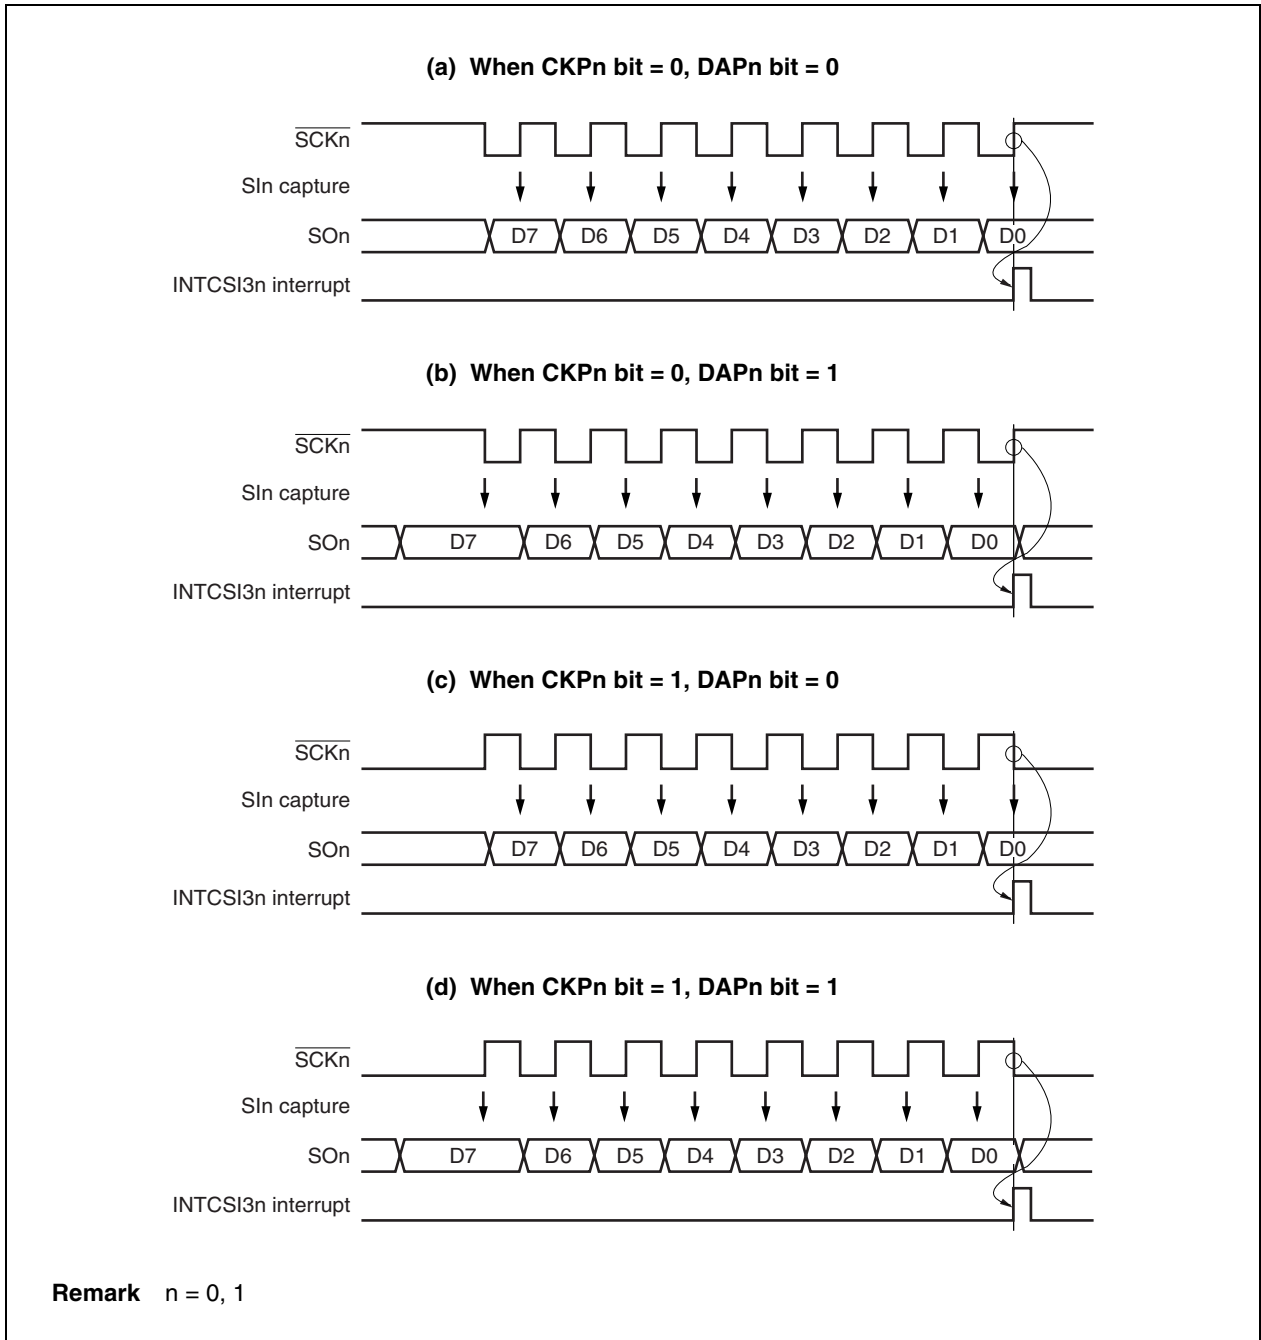 (a) When CKPn bit = 0, DAPn bit = 0
SCKn
SIn capture
SOn D7 D6 D5 D4 D3 D2 D1 D0
INTCSI3n interrupt
(b) When CKPn bit = 0, DAPn bit = 1
SCKn
SIn capture
SOn D7 D6 D5 D4 D3 D2 D1 D0
INTCSI3n interrupt
(c) When CKPn bit = 1, DAPn bit = 0
SCKn
SIn capture
SOn D7 D6 D5 D4 D3 D2 D1 D0
INTCSI3n interrupt
(d) When CKPn bit = 1, DAPn bit = 1
SCKn
SIn capture
SOn D7 D6 D5 D4 D3 D2 D1 D0
INTCSI3n interrupt
Remark n = 0, 1